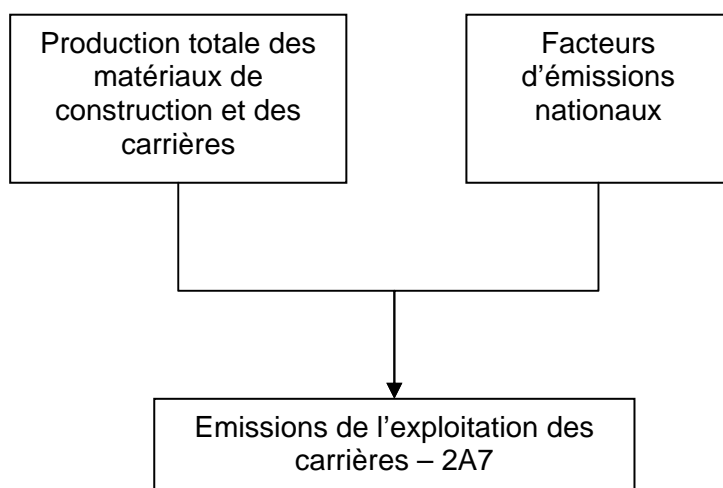 Production totale des
matériaux de
construction et des
carrières
Facteurs
d’émissions
nationaux
Emissions de l’exploitation des
carrières – 2A7